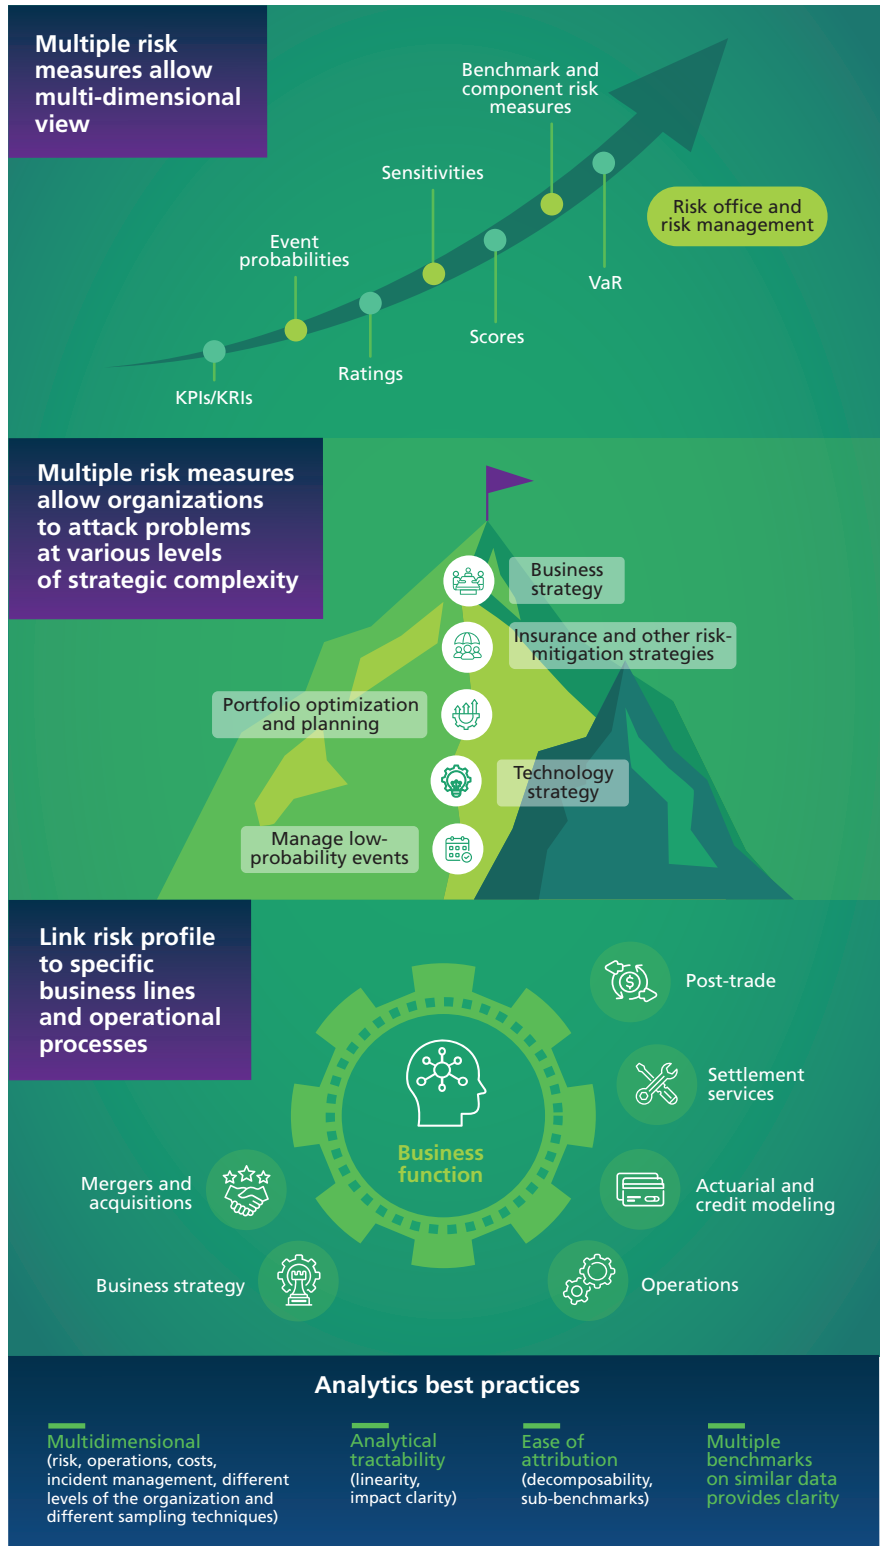 Multiple risk
measures allow
multi-dimensional
view
Benchmark and
component risk
measures
Sensitivities
Risk office and
risk management
Event
probabilities
VaR
Scores
Ratings
KPIs/KRIs
Multiple risk measures
allow organizations
to attack problems
at various levels
of strategic complexity
Business
strategy
Insurance and other risk-
mitigation strategies
Portfolio optimization
and planning
Technology
strategy
Manage low-
probability events
Link risk profile
to specific
business lines
and operational
processes
$
Post-trade
Settlement
services
Business
function
Mergers and
acquisitions
Actuarial and
credit modeling
Business strategy
Operations
Analytics best practices
Multidimensional
(risk, operations, costs,
incident management, different
levels of the organization and
different sampling techniques)
Analytical
tractability
(linearity,
impact clarity)
Ease of
attribution
(decomposability,
sub-benchmarks)
Multiple
benchmarks
on similar data
provides clarity